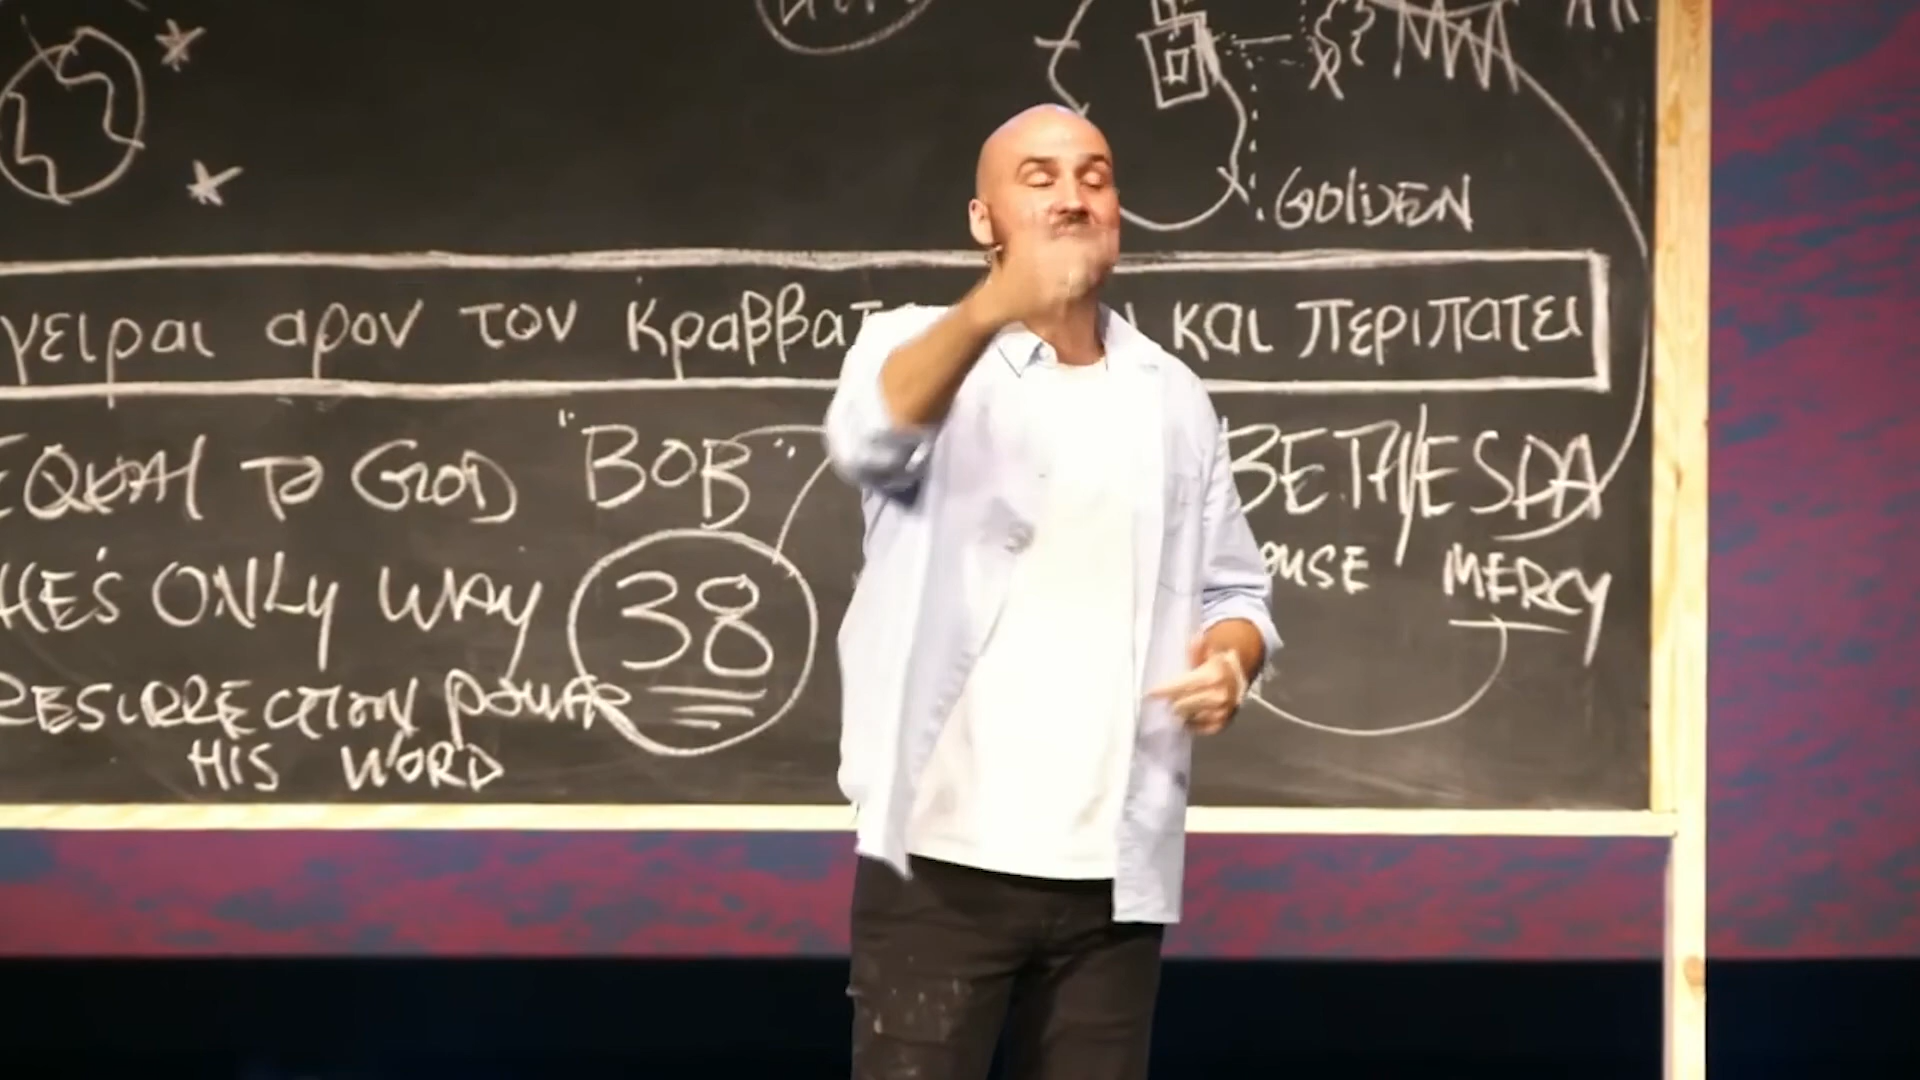 GOLDEN
γειραι αρον τον κραββατ και περιπατει
EQUAL TO GOD "BOB" BETHESDA
HE'S ONLY WAY 38 OUSE MERCY
RESURRECTION POWER
HIS WORD